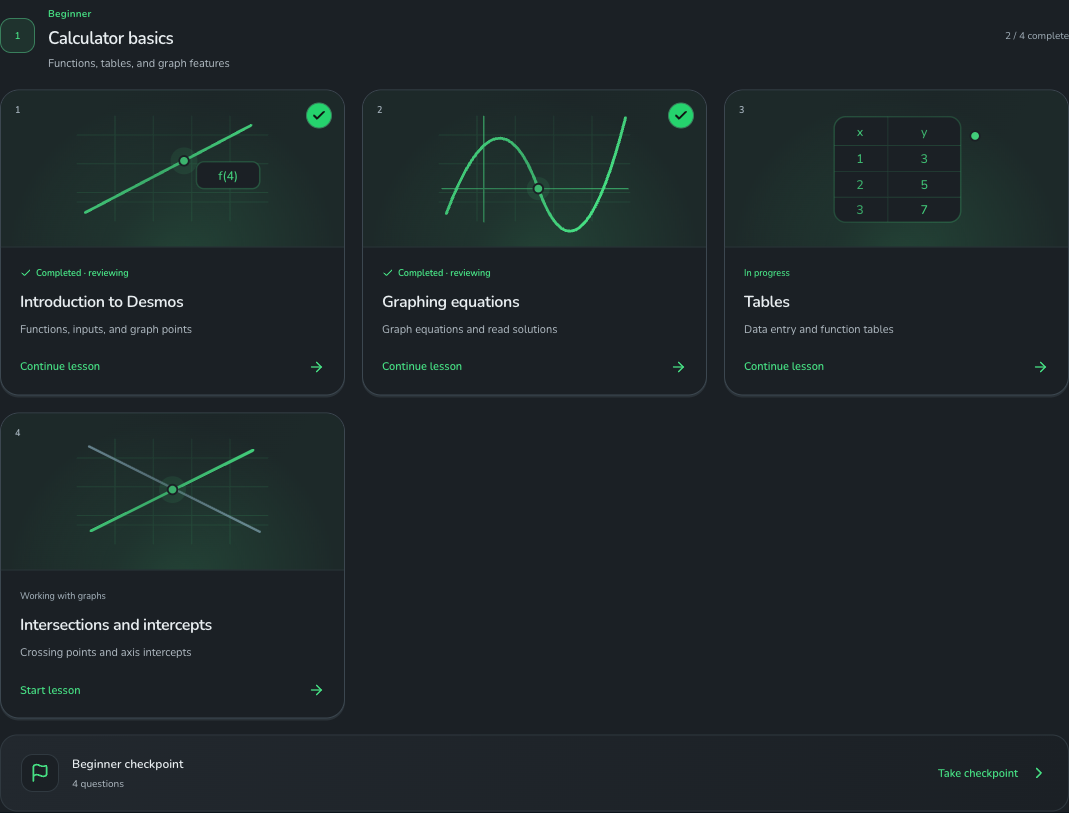 Beginner
1
Calculator basics
2 / 4 complete
Functions, tables, and graph features
1
f(4)
Completed · reviewing
Introduction to Desmos
Functions, inputs, and graph points
Continue lesson
2
Completed · reviewing
Graphing equations
Graph equations and read solutions
Continue lesson
3
x y
1 3
2 5
3 7
In progress
Tables
Data entry and function tables
Continue lesson
4
Working with graphs
Intersections and intercepts
Crossing points and axis intercepts
Start lesson
Beginner checkpoint
4 questions
Take checkpoint